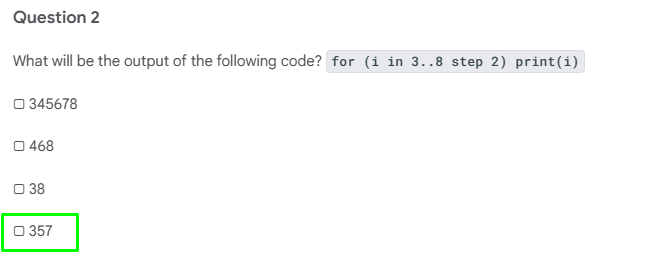 Question 2
What will be the output of the following code? for (i in 3..8 step 2) print(i)
345678
468
38
357